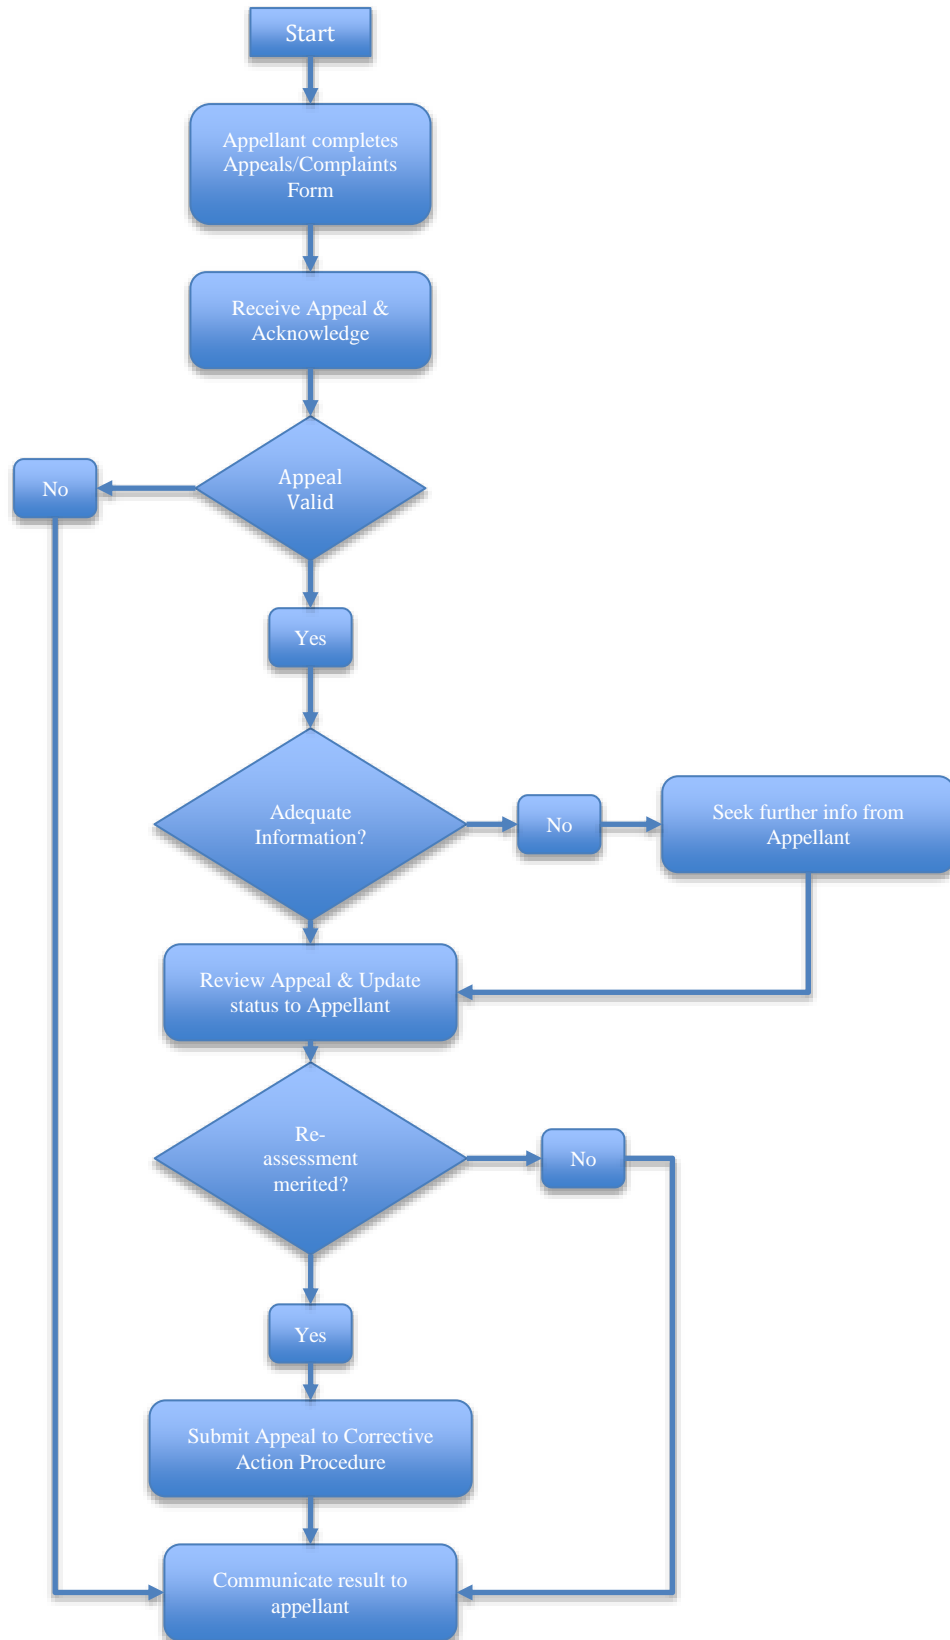 Start
Appellant completes
Appeals/Complaints
Form
Receive Appeal &
Acknowledge
Appeal
Valid
No
Yes
Adequate
Information?
No
Seek further info from
Appellant
Review Appeal & Update
status to Appellant
Re-
assessment
merited?
No
Yes
Submit Appeal to Corrective
Action Procedure
Communicate result to
appellant